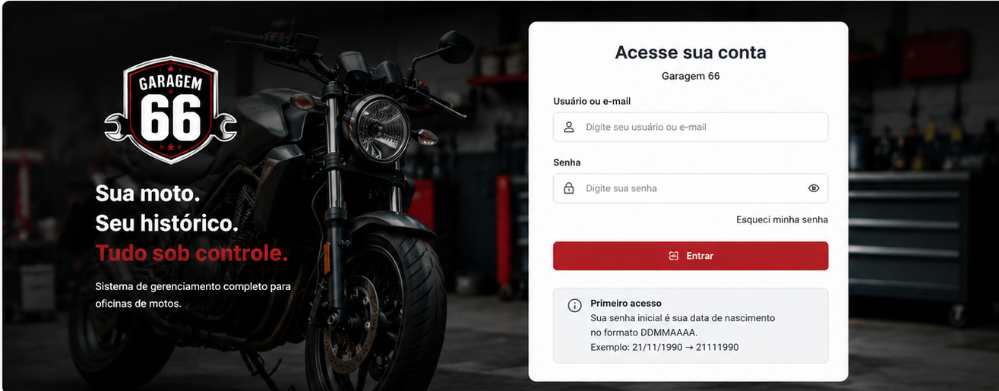 GARAGEM
66
Sua moto.
Seu histórico.
Tudo sob controle.
Sistema de gerenciamento completo para
oficinas de motos.
Acesse sua conta
Garagem 66
Usuário ou e-mail
Digite seu usuário ou e-mail
Senha
Digite sua senha
Esqueci minha senha
Entrar
Primeiro acesso
Sua senha inicial é sua data de nascimento
no formato DDMMAAAA.
Exemplo: 21/11/1990 → 21111990